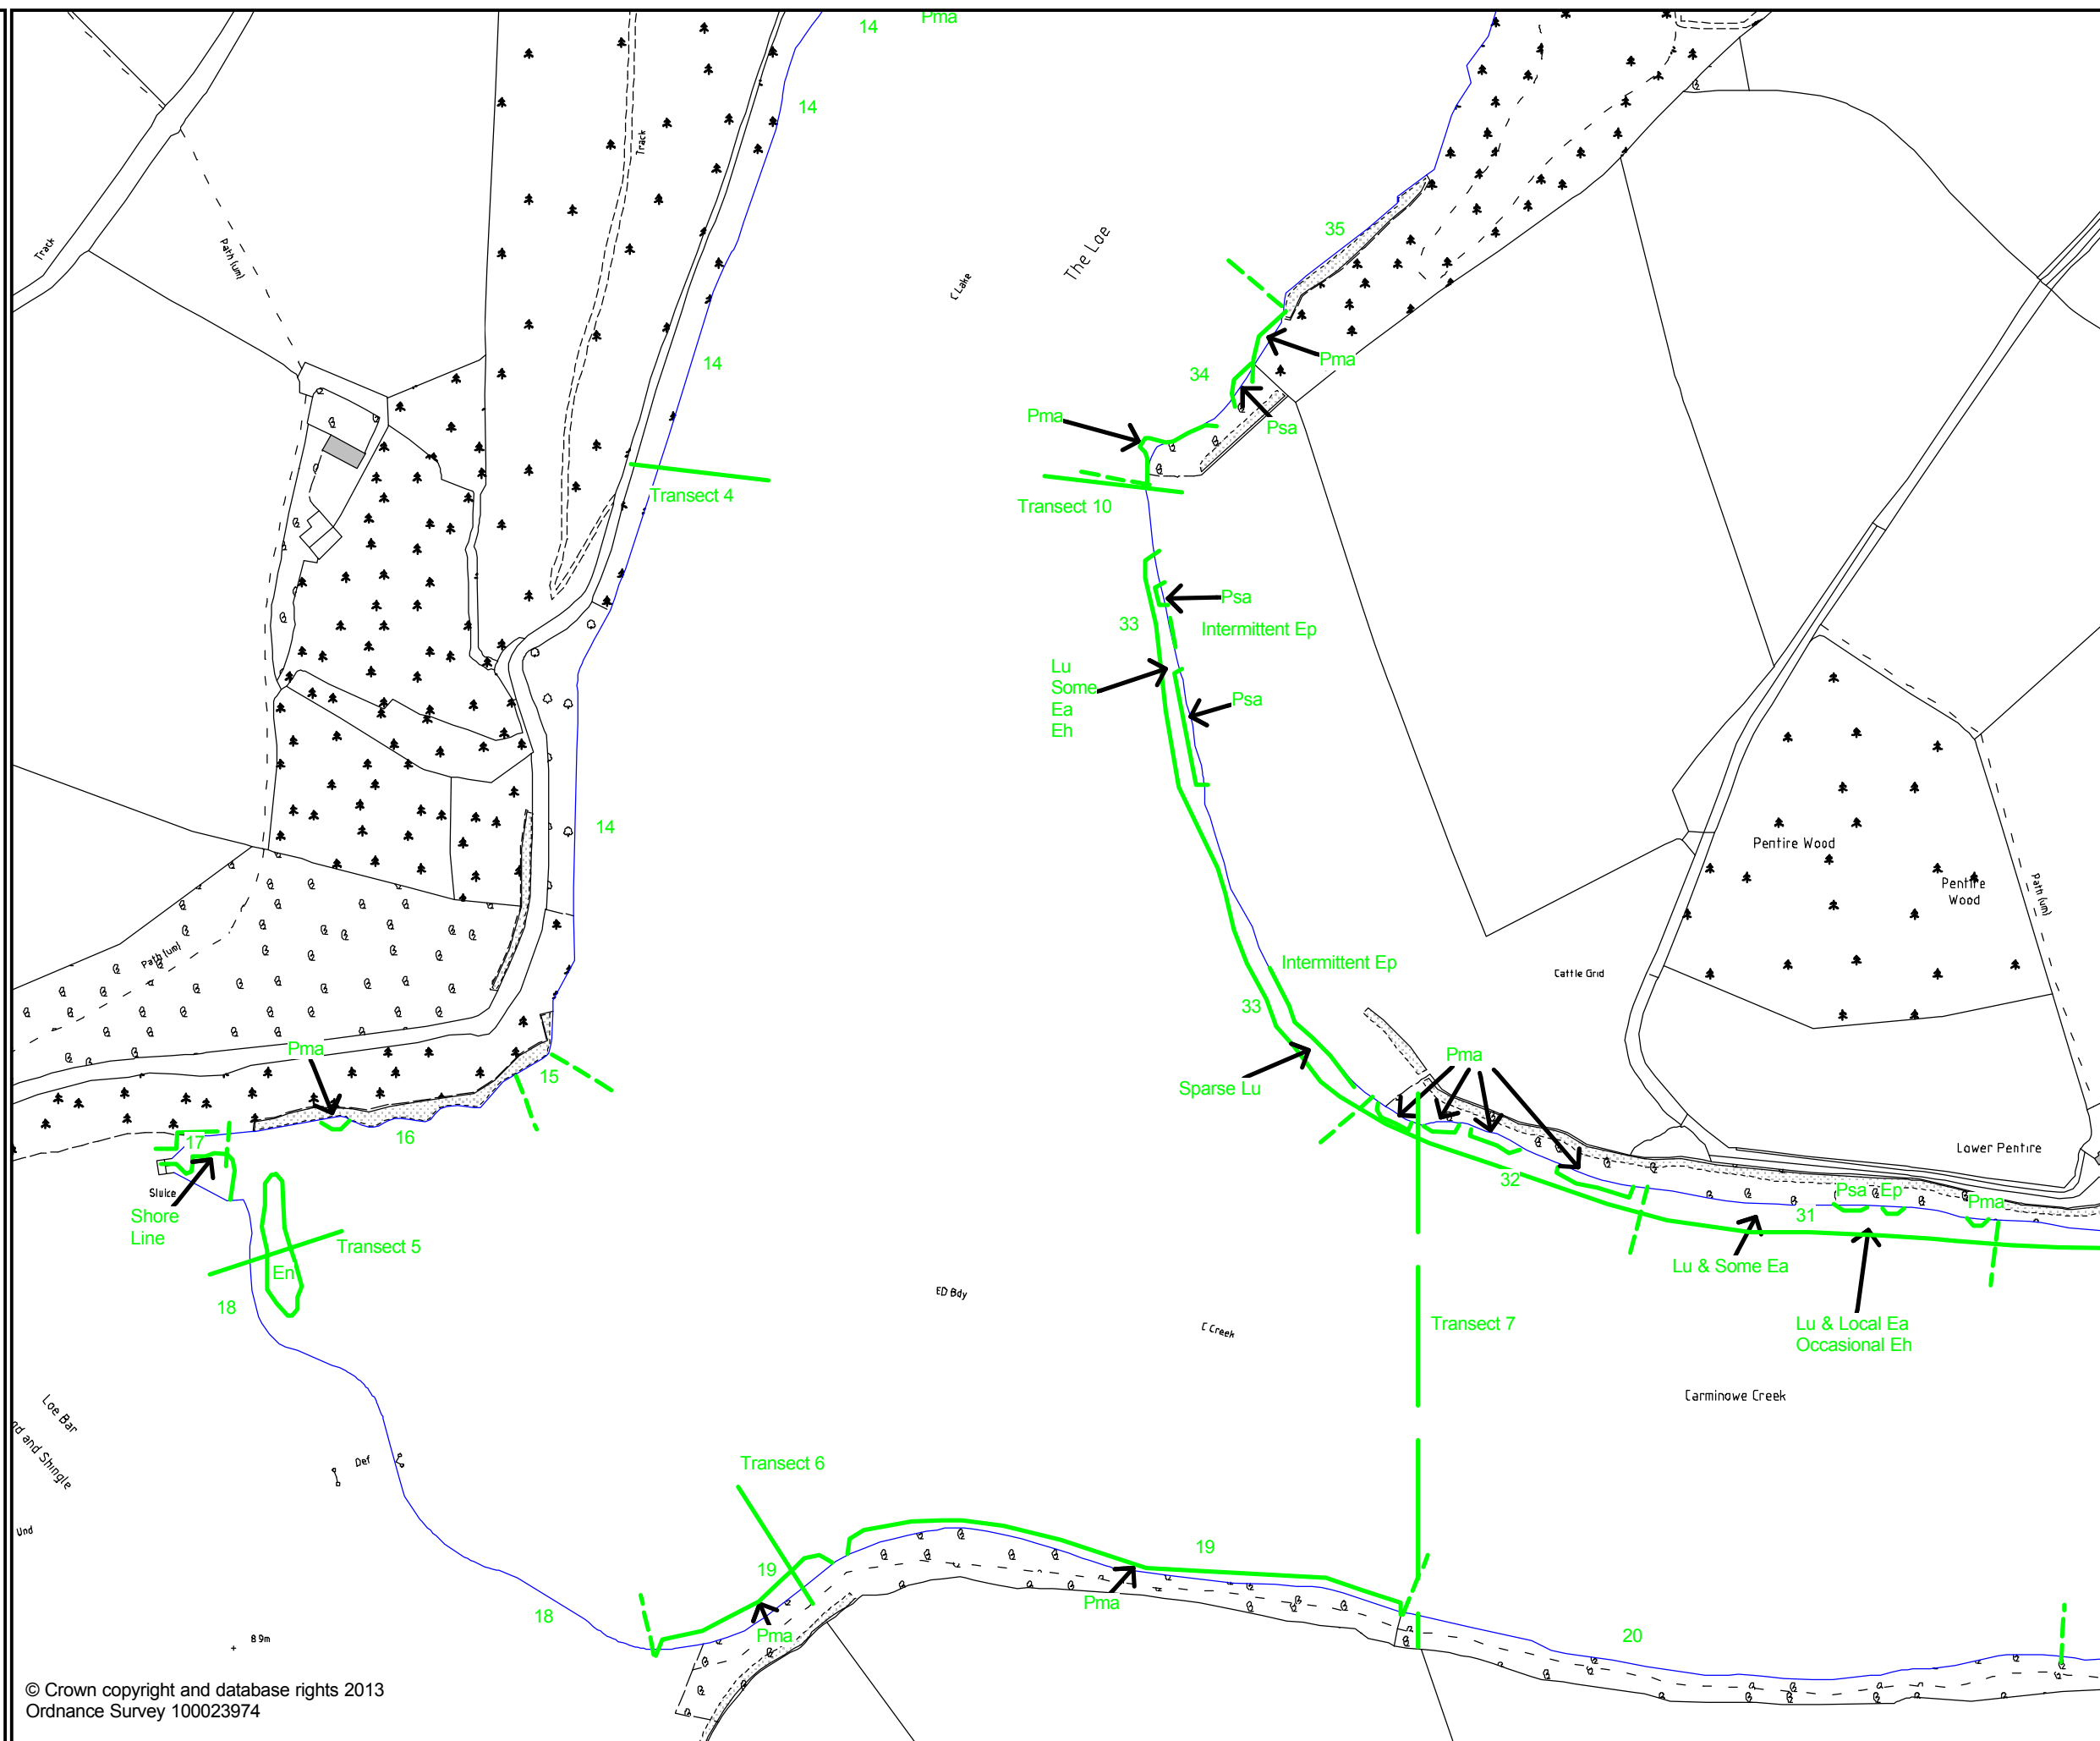 Pma
14
14
Track
Track
Path (um)
The Loe
C Lake
35
14
34
Pma
Pma
Psa
Transect 4
Transect 10
33
Psa
Intermittent Ep
Lu
Some
Ea
Eh
Psa
14
Pentire Wood
Pentire
Wood
Path (um)
Path (um)
Intermittent Ep
Cattle Grid
33
Pma
15
Sparse Lu
Pma
16
17
Lower Pentire
32
Sluice
Shore
Line
Psa
Ep
Pma
31
Transect 5
En
Lu & Some Ea
18
ED Bdy
C Creek
Transect 7
Lu & Local Ea
Occasional Eh
Carminowe Creek
Loe Bar
and Shingle
Def
Transect 6
Und
19
19
Pma
18
Pma
20
8 9m
© Crown copyright and database rights 2013
Ordnance Survey 100023974